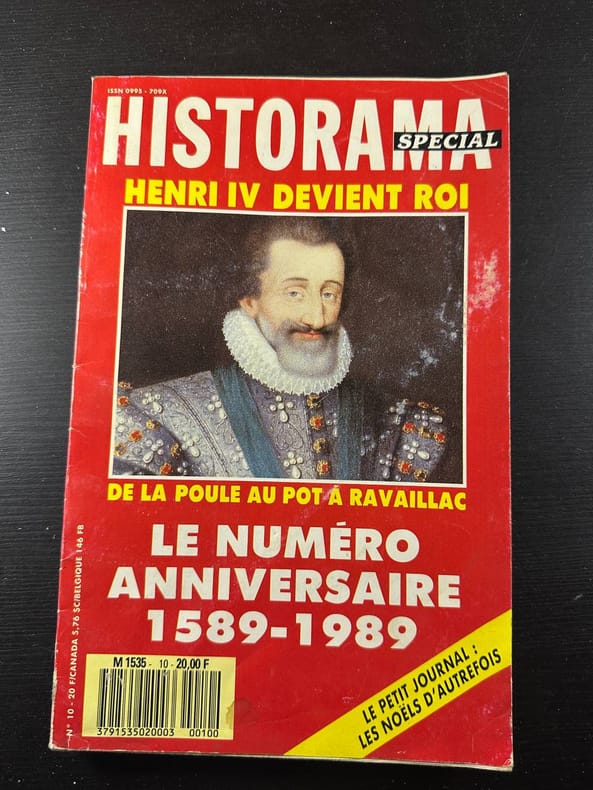 ISSN 0995 - 709X
HISTORAMA
SPECIAL
HENRI IV DEVIENT ROI
DE LA POULE AU POT À RAVAILLAC
LE NUMÉRO
ANNIVERSAIRE
1589-1989
LE PETIT JOURNAL :
LES NOËLS D'AUTREFOIS
M 1535 - 10 - 20,00 F
3791535020003 00100
N° 10 - 20 F/CANADA 5,76 SC/BELGIQUE 146 FB